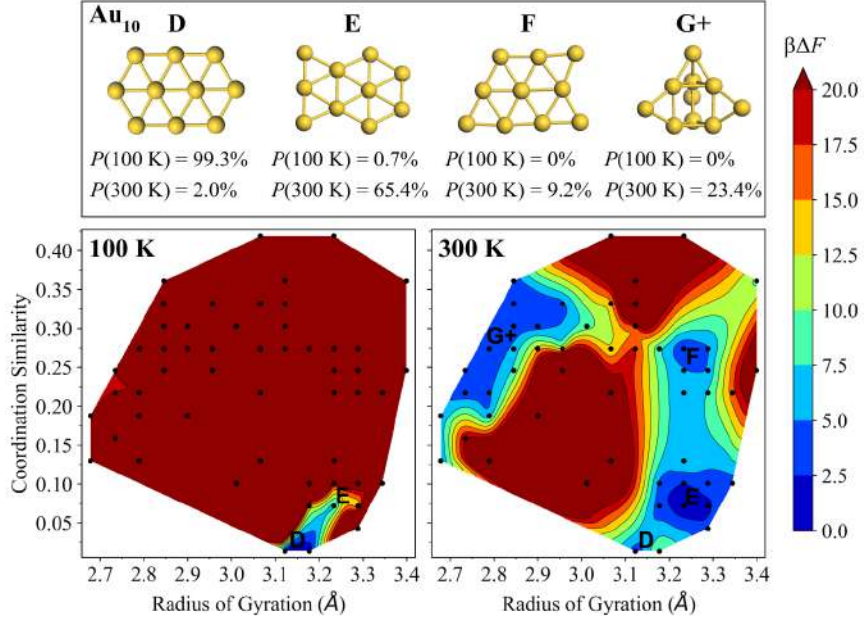 Au10 D E F G+
P(100 K) = 99.3% P(100 K) = 0.7% P(100 K) = 0% P(100 K) = 0%
P(300 K) = 2.0% P(300 K) = 65.4% P(300 K) = 9.2% P(300 K) = 23.4%
βΔF
20.0
17.5
15.0
12.5
10.0
7.5
5.0
2.5
0.0
100 K
Coordination Similarity
0.40
0.35
0.30
0.25
0.20
0.15
0.10
0.05
E
D
2.7 2.8 2.9 3.0 3.1 3.2 3.3 3.4
Radius of Gyration (Å)
300 K
G+
F
E
D
2.7 2.8 2.9 3.0 3.1 3.2 3.3 3.4
Radius of Gyration (Å)